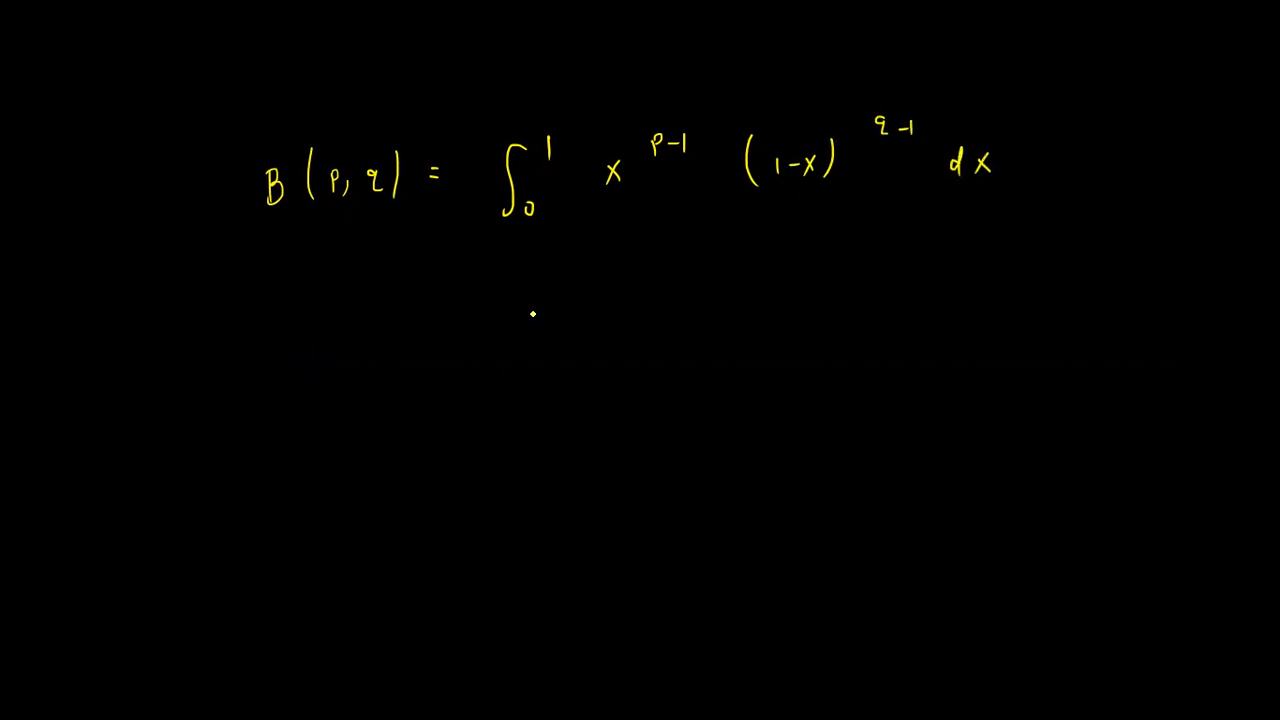 B (p, q) = ∫₀¹ x^{p-1} (1-x)^{q-1} dx